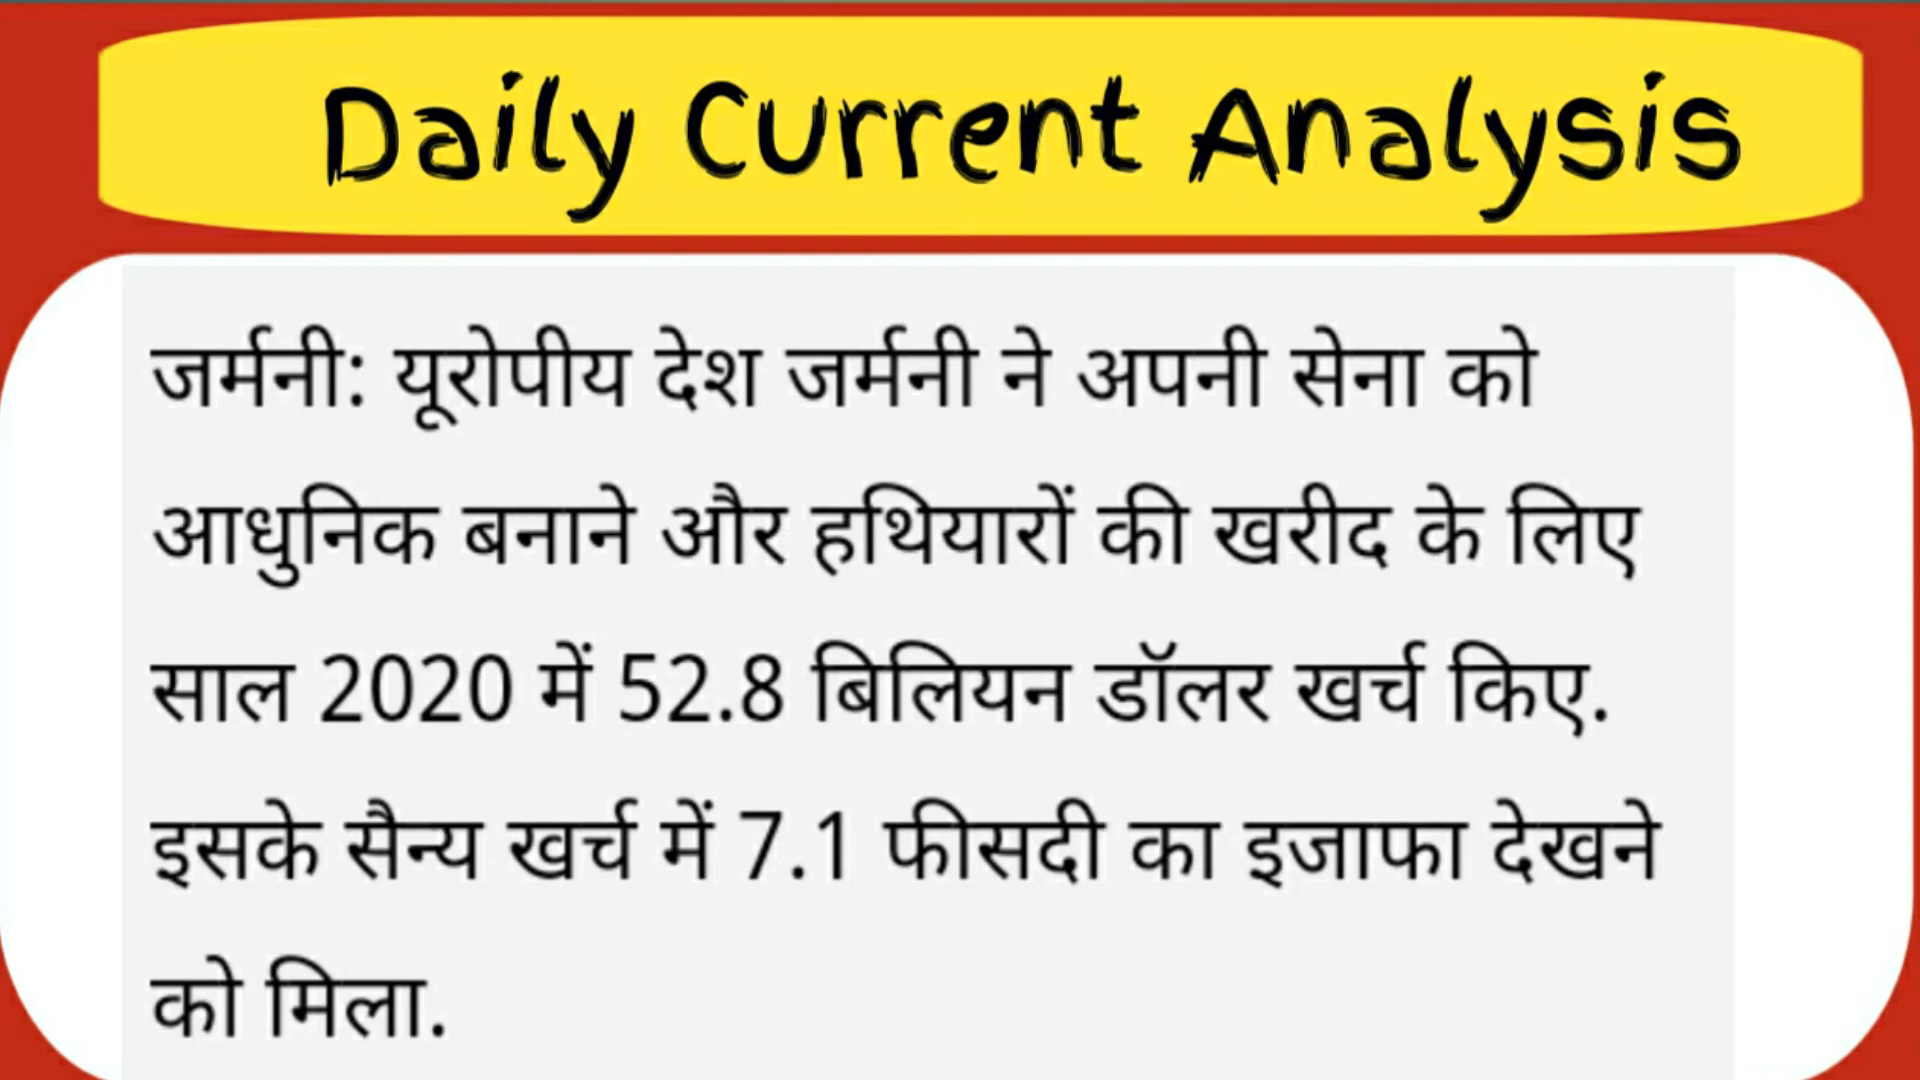 Daily Current Analysis
जर्मनी: यूरोपीय देश जर्मनी ने अपनी सेना को
आधुनिक बनाने और हथियारों की खरीद के लिए
साल 2020 में 52.8 बिलियन डॉलर खर्च किए.
इसके सैन्य खर्च में 7.1 फीसदी का इजाफा देखने
को मिला.